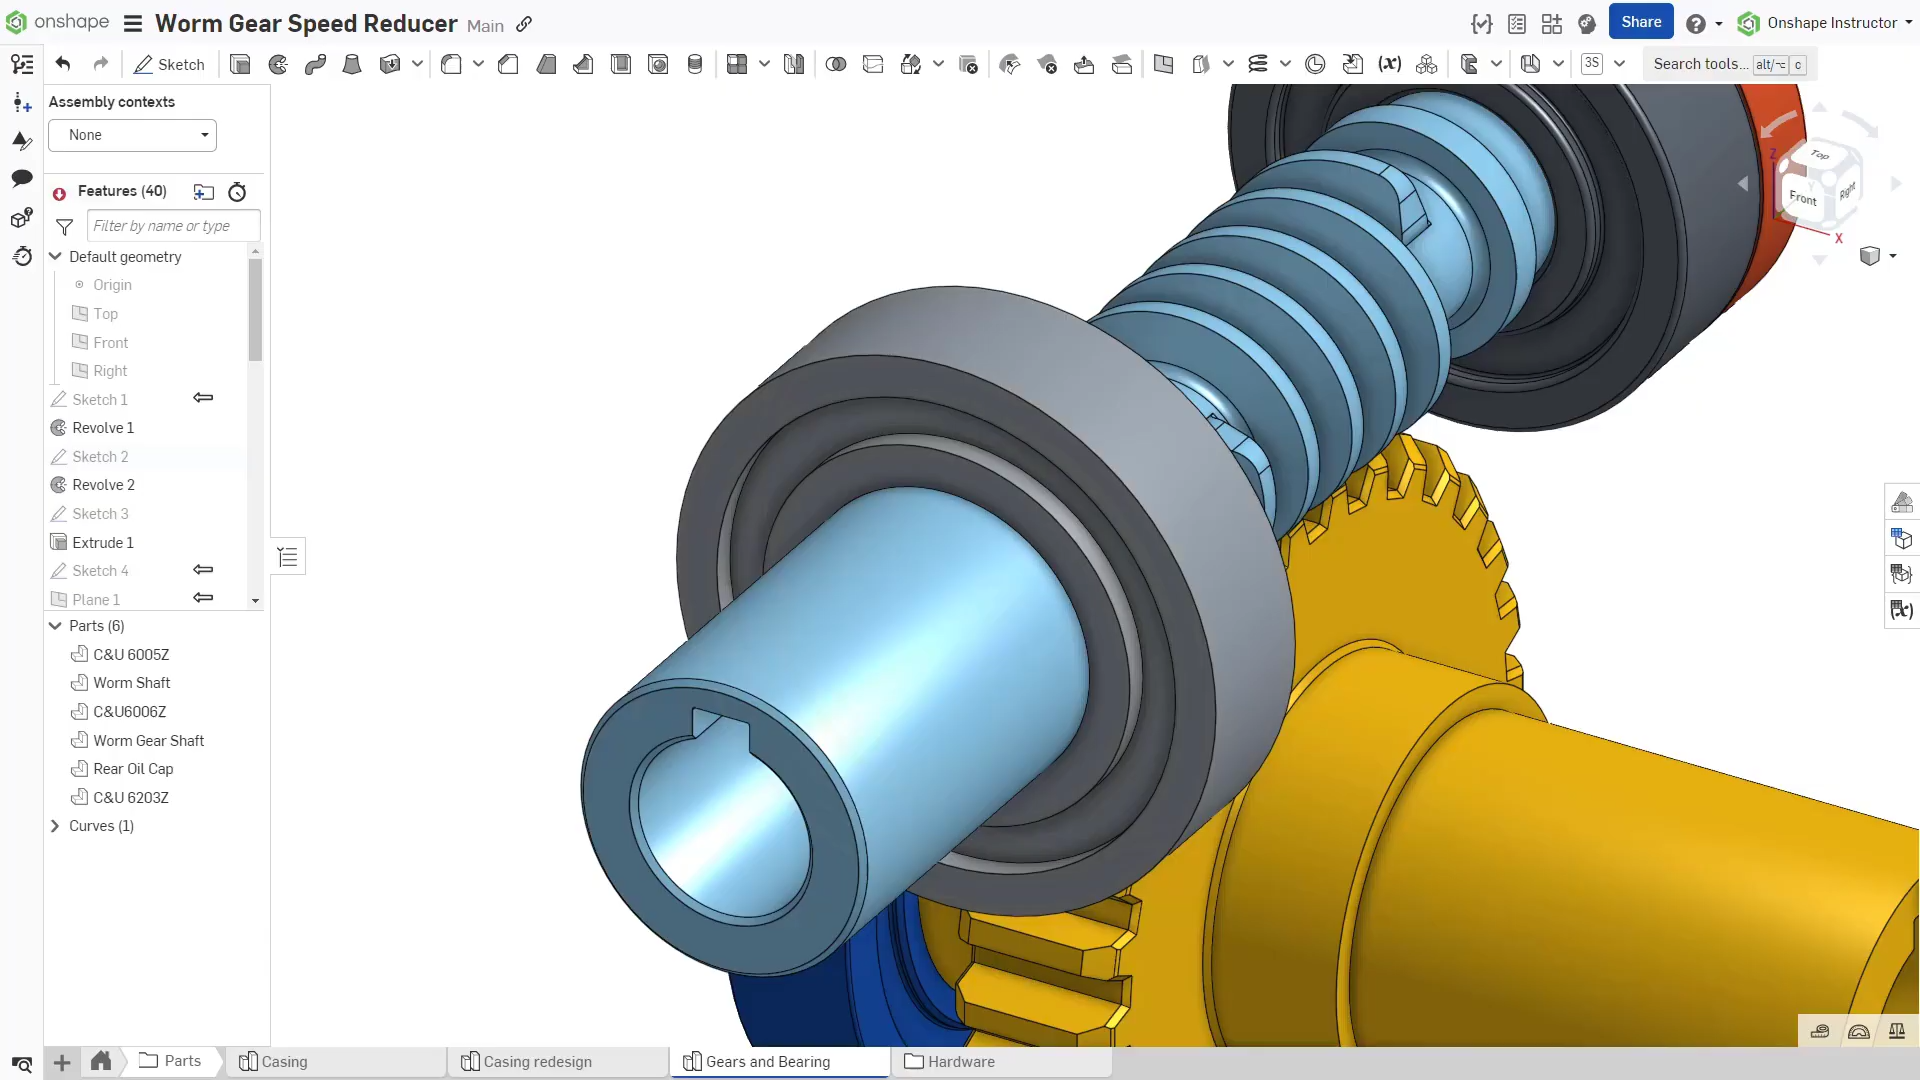 onshape
Worm Gear Speed Reducer Main
Share
Onshape Instructor
Sketch
3S
Search tools... alt/⌥ c
Assembly contexts
None
Features (40)
Filter by name or type
Default geometry
Origin
Top
Front
Right
Sketch 1
Revolve 1
Sketch 2
Revolve 2
Sketch 3
Extrude 1
Sketch 4
Plane 1
Parts (6)
C&U 6005Z
Worm Shaft
C&U6006Z
Worm Gear Shaft
Rear Oil Cap
C&U 6203Z
Curves (1)
Z
Top
Front
Right
Y
X
Parts
Casing
Casing redesign
Gears and Bearing
Hardware